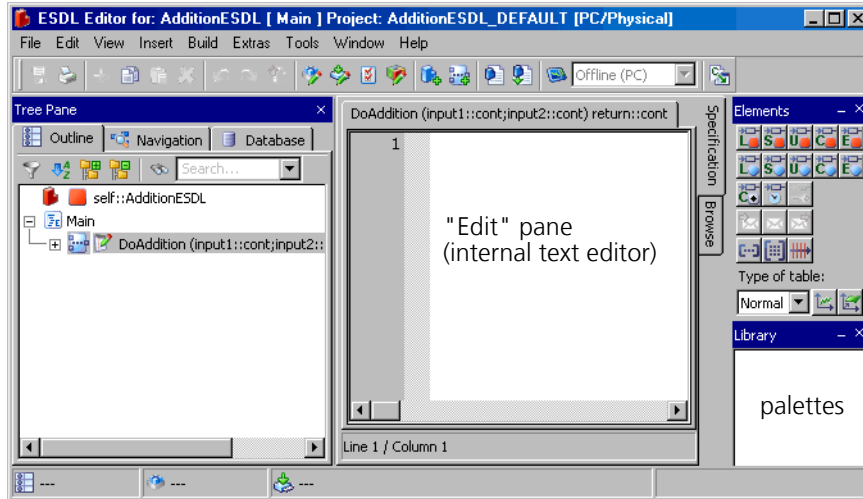 ESDL Editor for: AdditionESDL [ Main ] Project: AdditionESDL_DEFAULT [PC/Physical]
File Edit View Insert Build Extras Tools Window Help
Offline (PC)
Tree Pane
Outline Navigation Database
Search...
self::AdditionESDL
Main
DoAddition (input1::cont;input2::
DoAddition (input1::cont;input2::cont) return::cont
1
"Edit" pane
(internal text editor)
Line 1 / Column 1
Specification
Browse
Elements
L S U C E
L S U C E
C
Type of table:
Normal
Library
palettes
--- --- ---